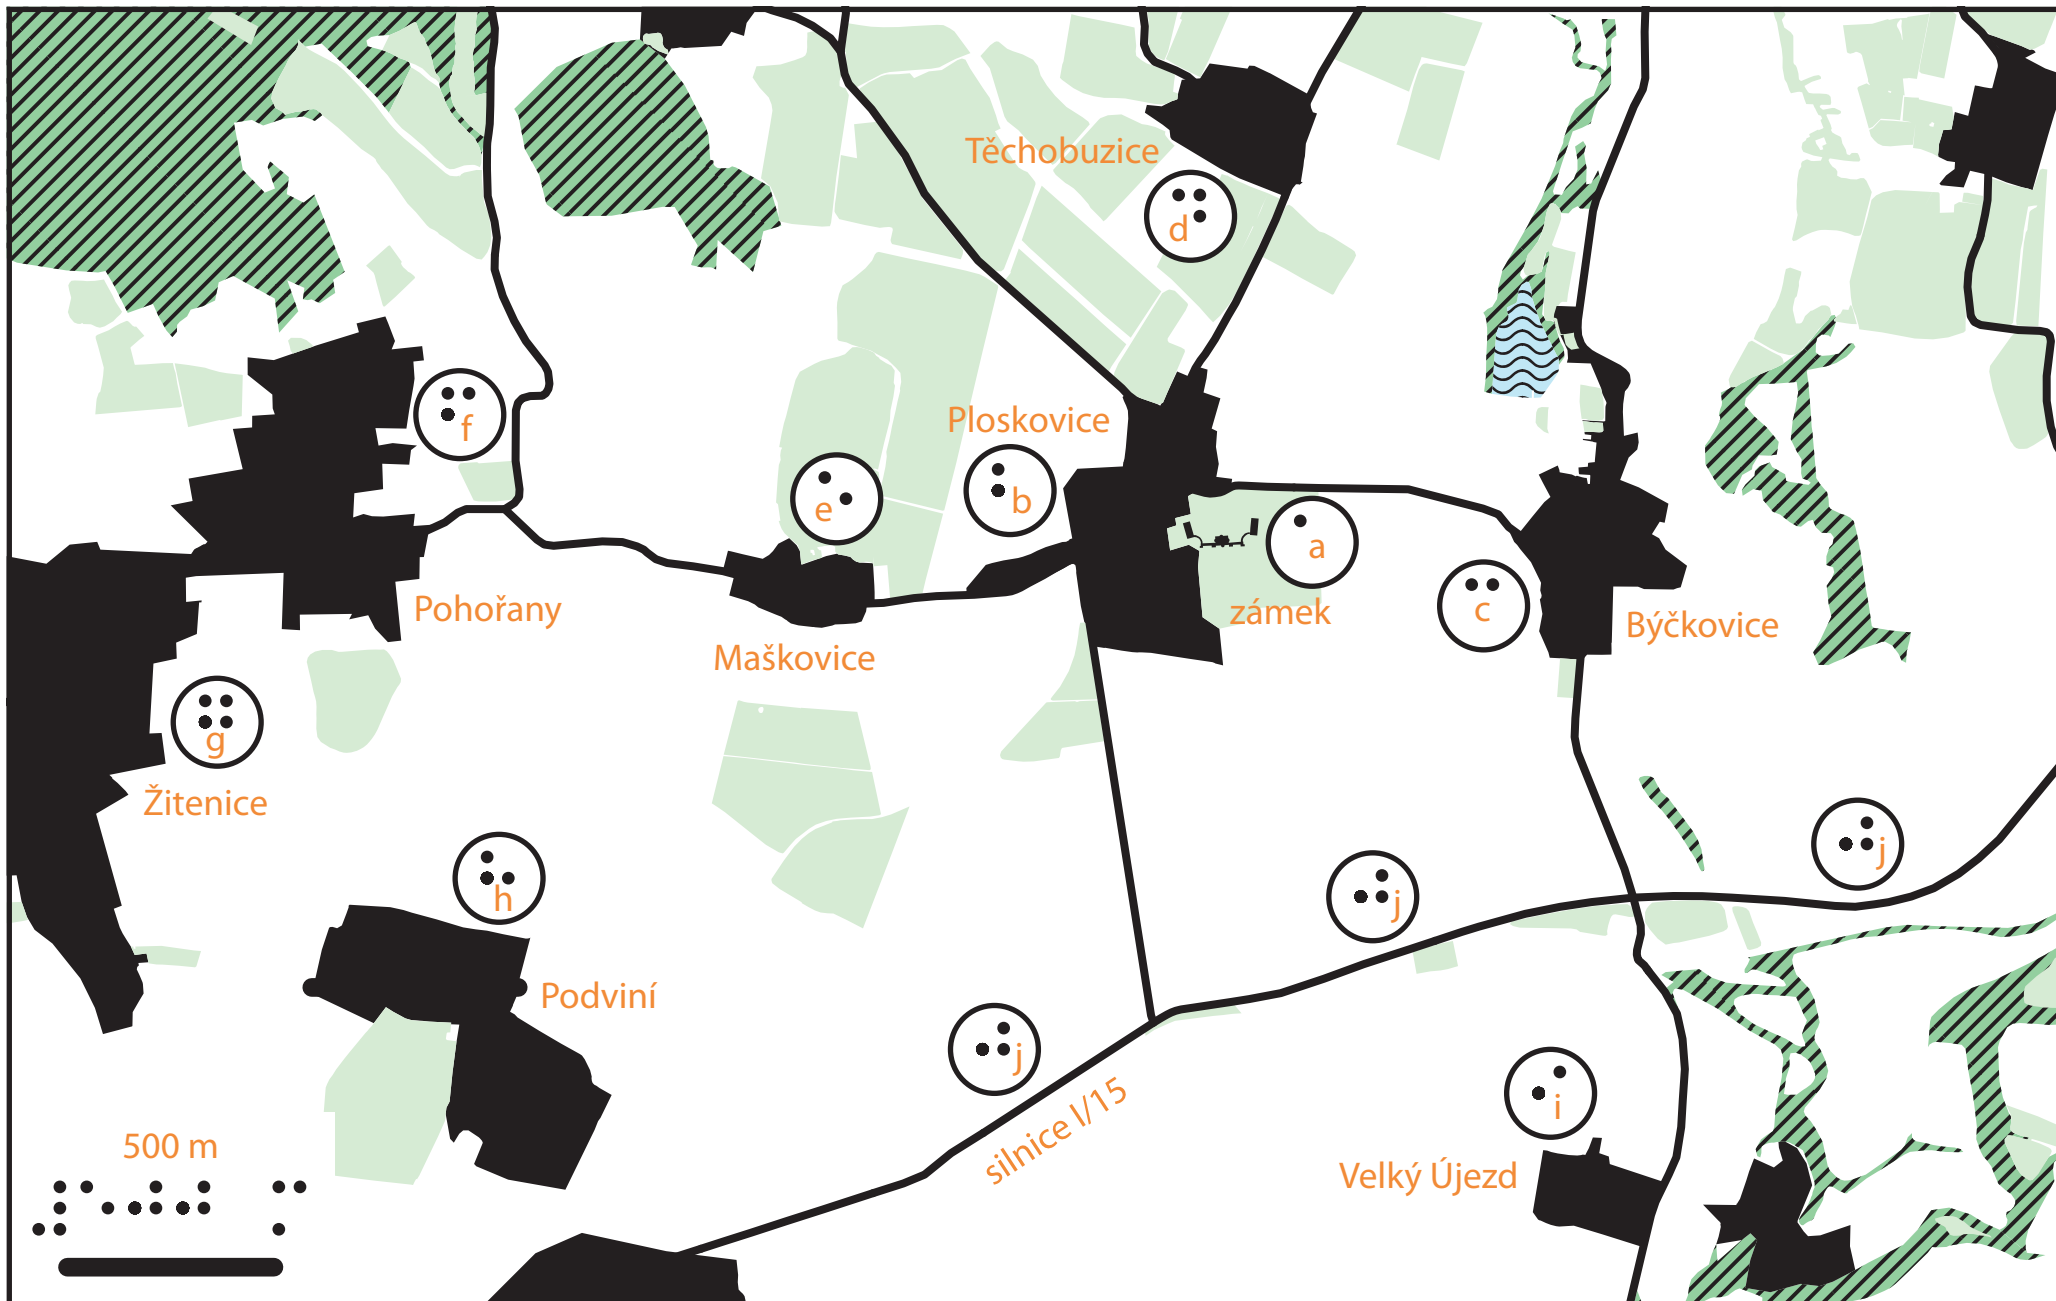 Těchobuzice
d
Ploskovice
f
e
b
a
c
Pohořany
zámek
Býčkovice
Maškovice
g
Žitenice
j
h
j
Podviní
j
silnice I/15
i
500 m
Velký Újezd
⠼⠑⠚⠚ ⠍